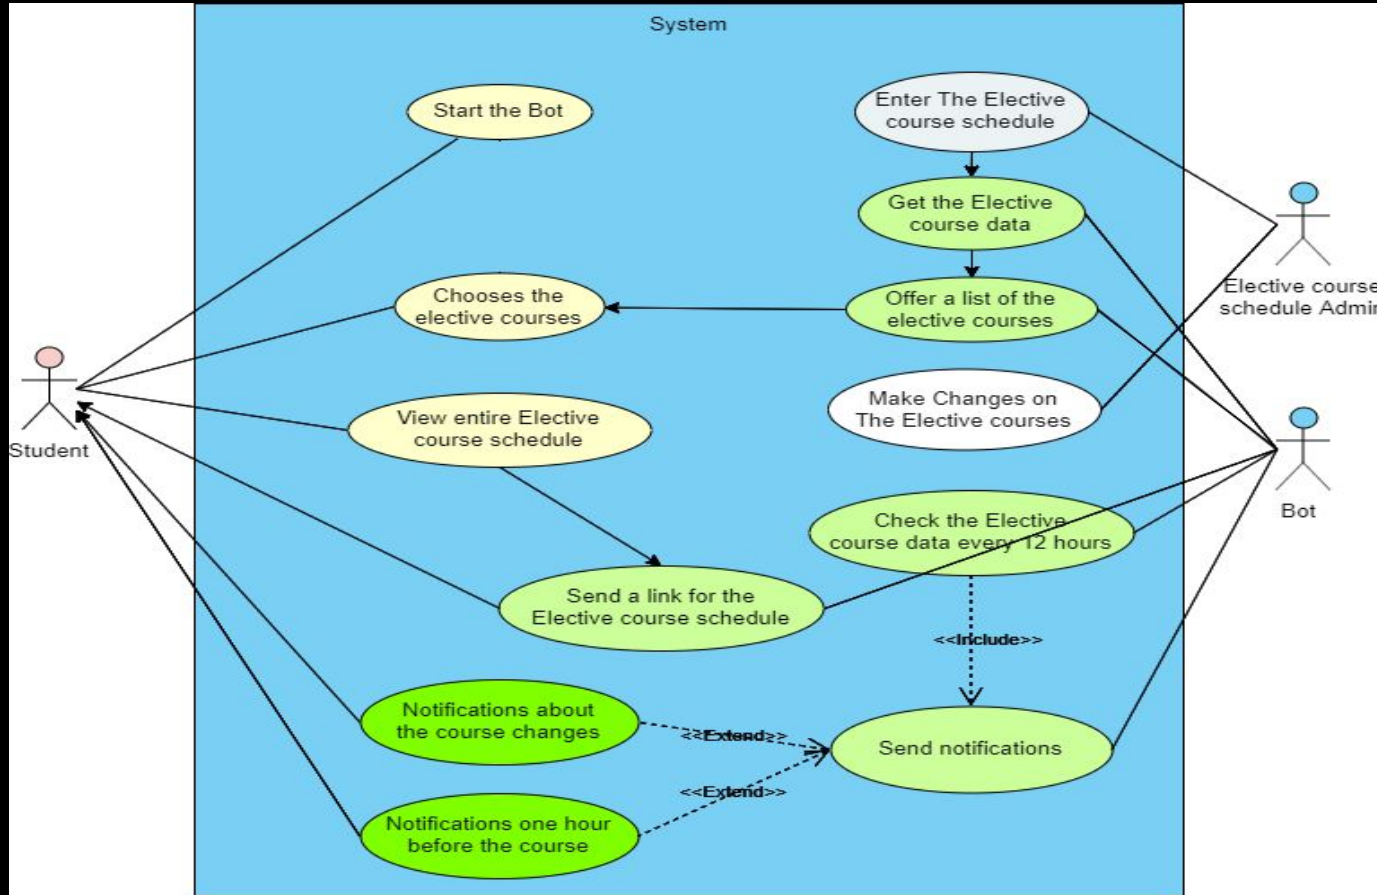 System
Start the Bot
Enter The Elective
course schedule
Get the Elective
course data
Chooses the
elective courses
Offer a list of the
elective courses
Elective course
schedule Admin
Student
View entire Elective
course schedule
Make Changes on
The Elective courses
Bot
Check the Elective
course data every 12 hours
Send a link for the
Elective course schedule
<<Include>>
Notifications about
the course changes
<<Extend>>
Send notifications
<<Extend>>
Notifications one hour
before the course